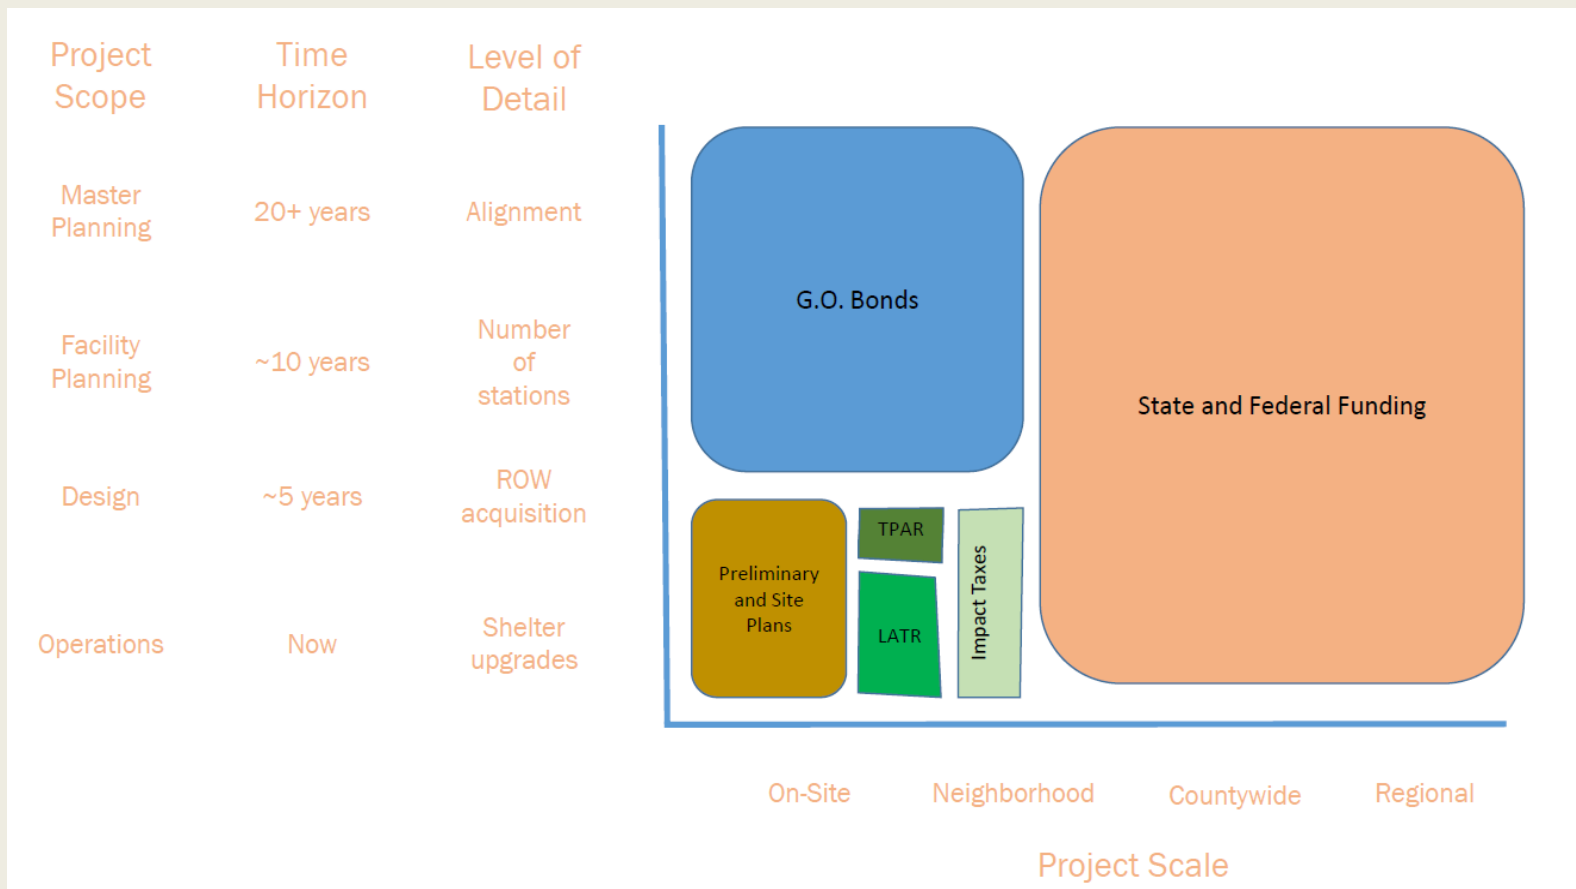 Project
Scope
Time
Horizon
Level of
Detail
Master
Planning
20+ years
Alignment
Facility
Planning
~10 years
Number
of
stations
Design
~5 years
ROW
acquisition
Operations
Now
Shelter
upgrades
G.O. Bonds
State and Federal Funding
Preliminary
and Site
Plans
TPAR
LATR
Impact Taxes
On-Site
Neighborhood
Countywide
Regional
Project Scale